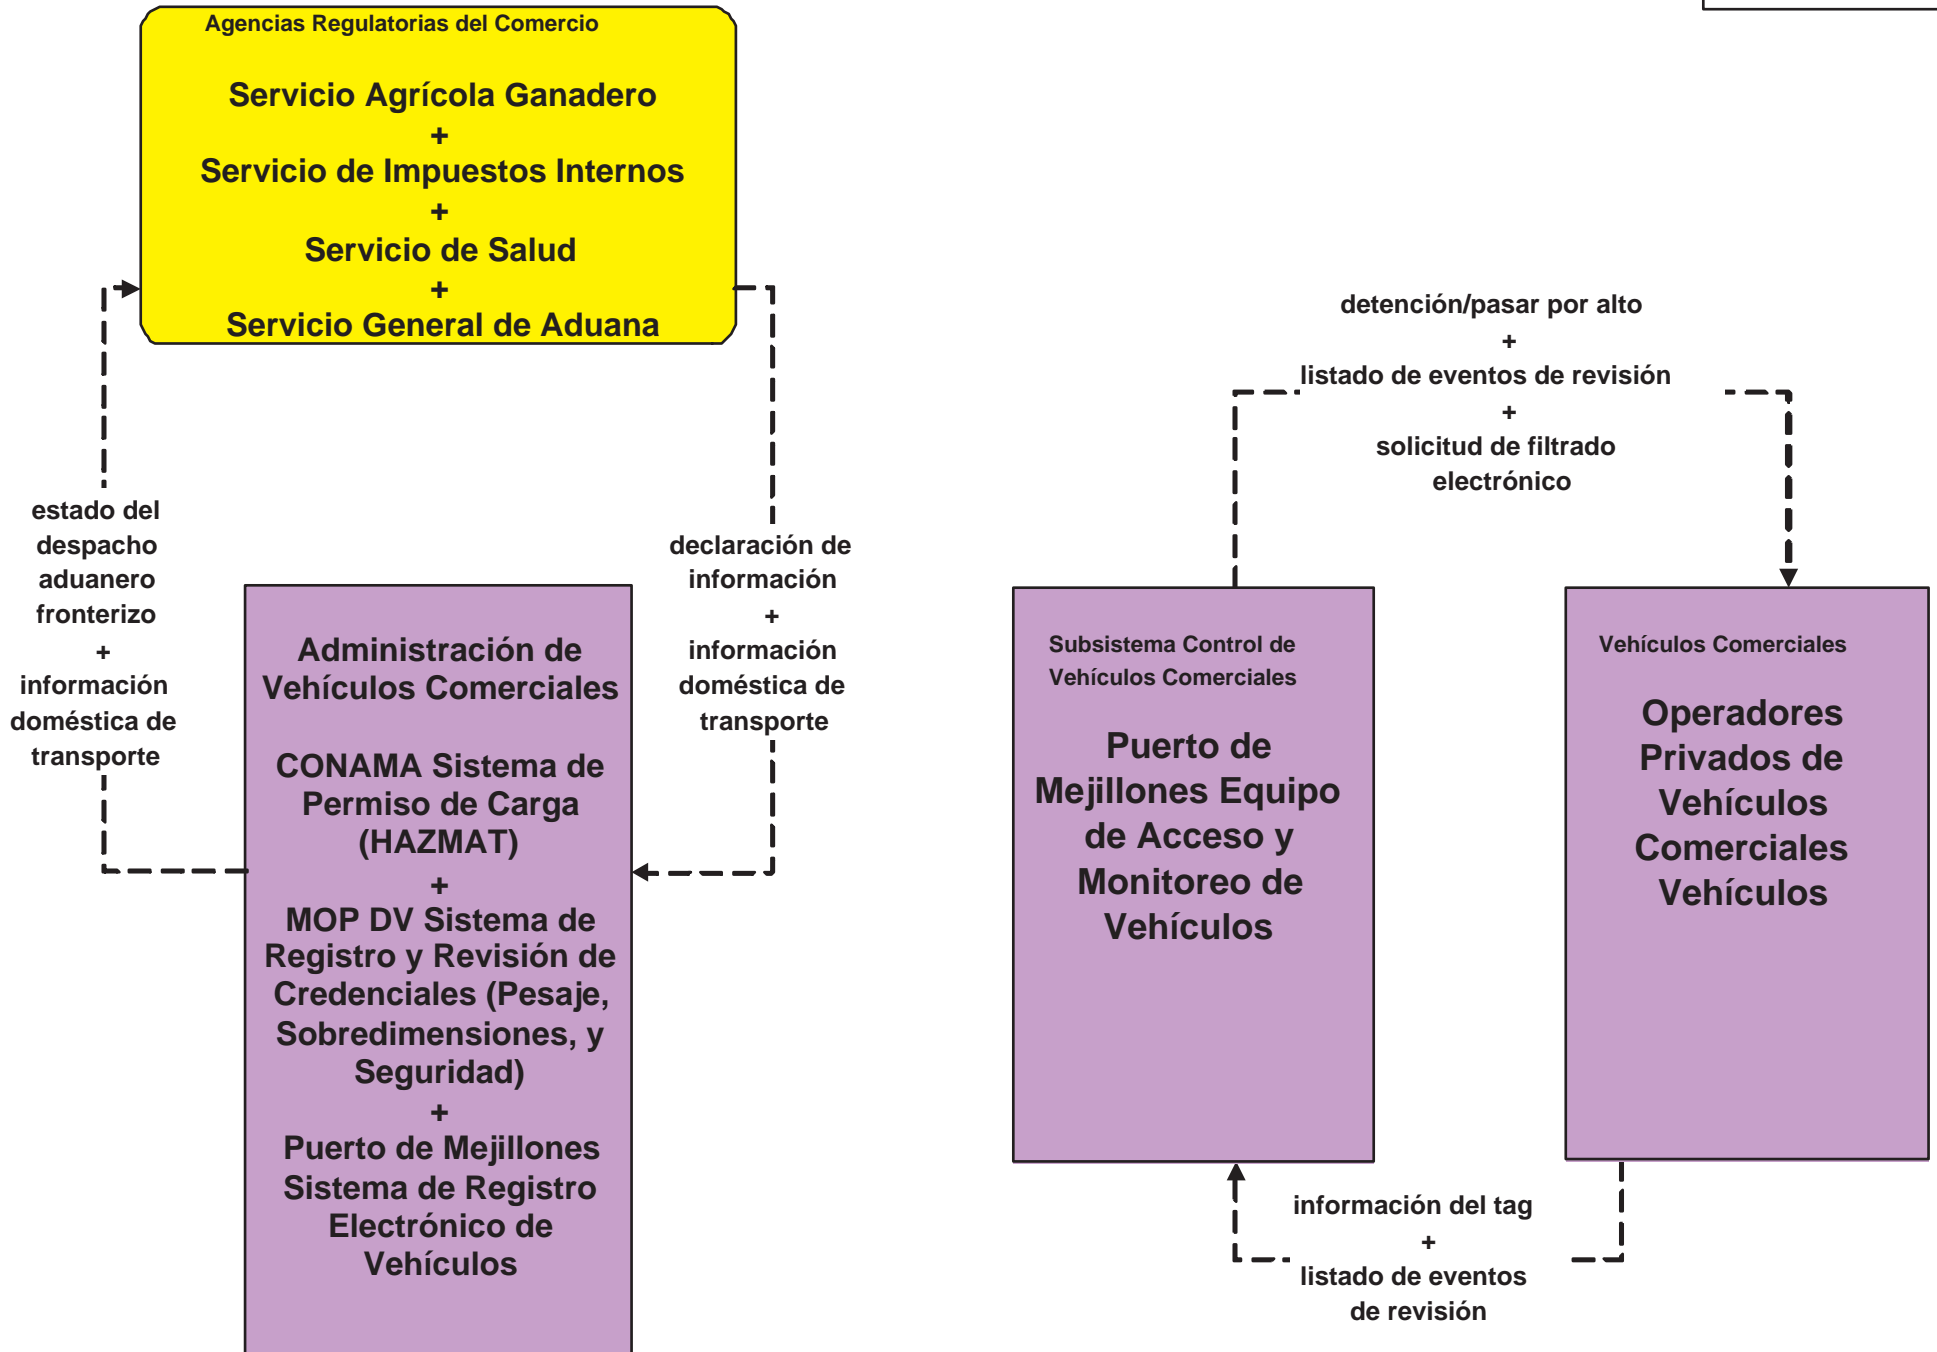 Agencias Regulatorias del Comercio
Servicio Agrícola Ganadero
+
Servicio de Impuestos Internos
+
Servicio de Salud
+
Servicio General de Aduana
estado del
despacho
aduanero
fronterizo
+
información
doméstica de
transporte
declaración de
información
+
información
doméstica de
transporte
Administración de
Vehículos Comerciales
CONAMA Sistema de
Permiso de Carga
(HAZMAT)
+
MOP DV Sistema de
Registro y Revisión de
Credenciales (Pesaje,
Sobredimensiones, y
Seguridad)
+
Puerto de Mejillones
Sistema de Registro
Electrónico de
Vehículos
detención/pasar por alto
+
listado de eventos de revisión
+
solicitud de filtrado
electrónico
Subsistema Control de
Vehículos Comerciales
Puerto de
Mejillones Equipo
de Acceso y
Monitoreo de
Vehículos
Vehículos Comerciales
Operadores
Privados de
Vehículos
Comerciales
Vehículos
información del tag
+
listado de eventos
de revisión